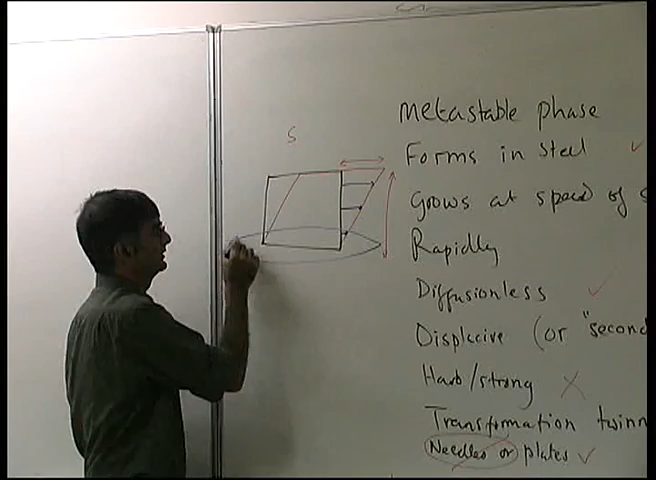 S
Metastable phase
Forms in steel
Grows at speed of s
Rapidly
Diffusionless
Displacive (or "second
Hard/strong
Transformation twinn
Needles or plates